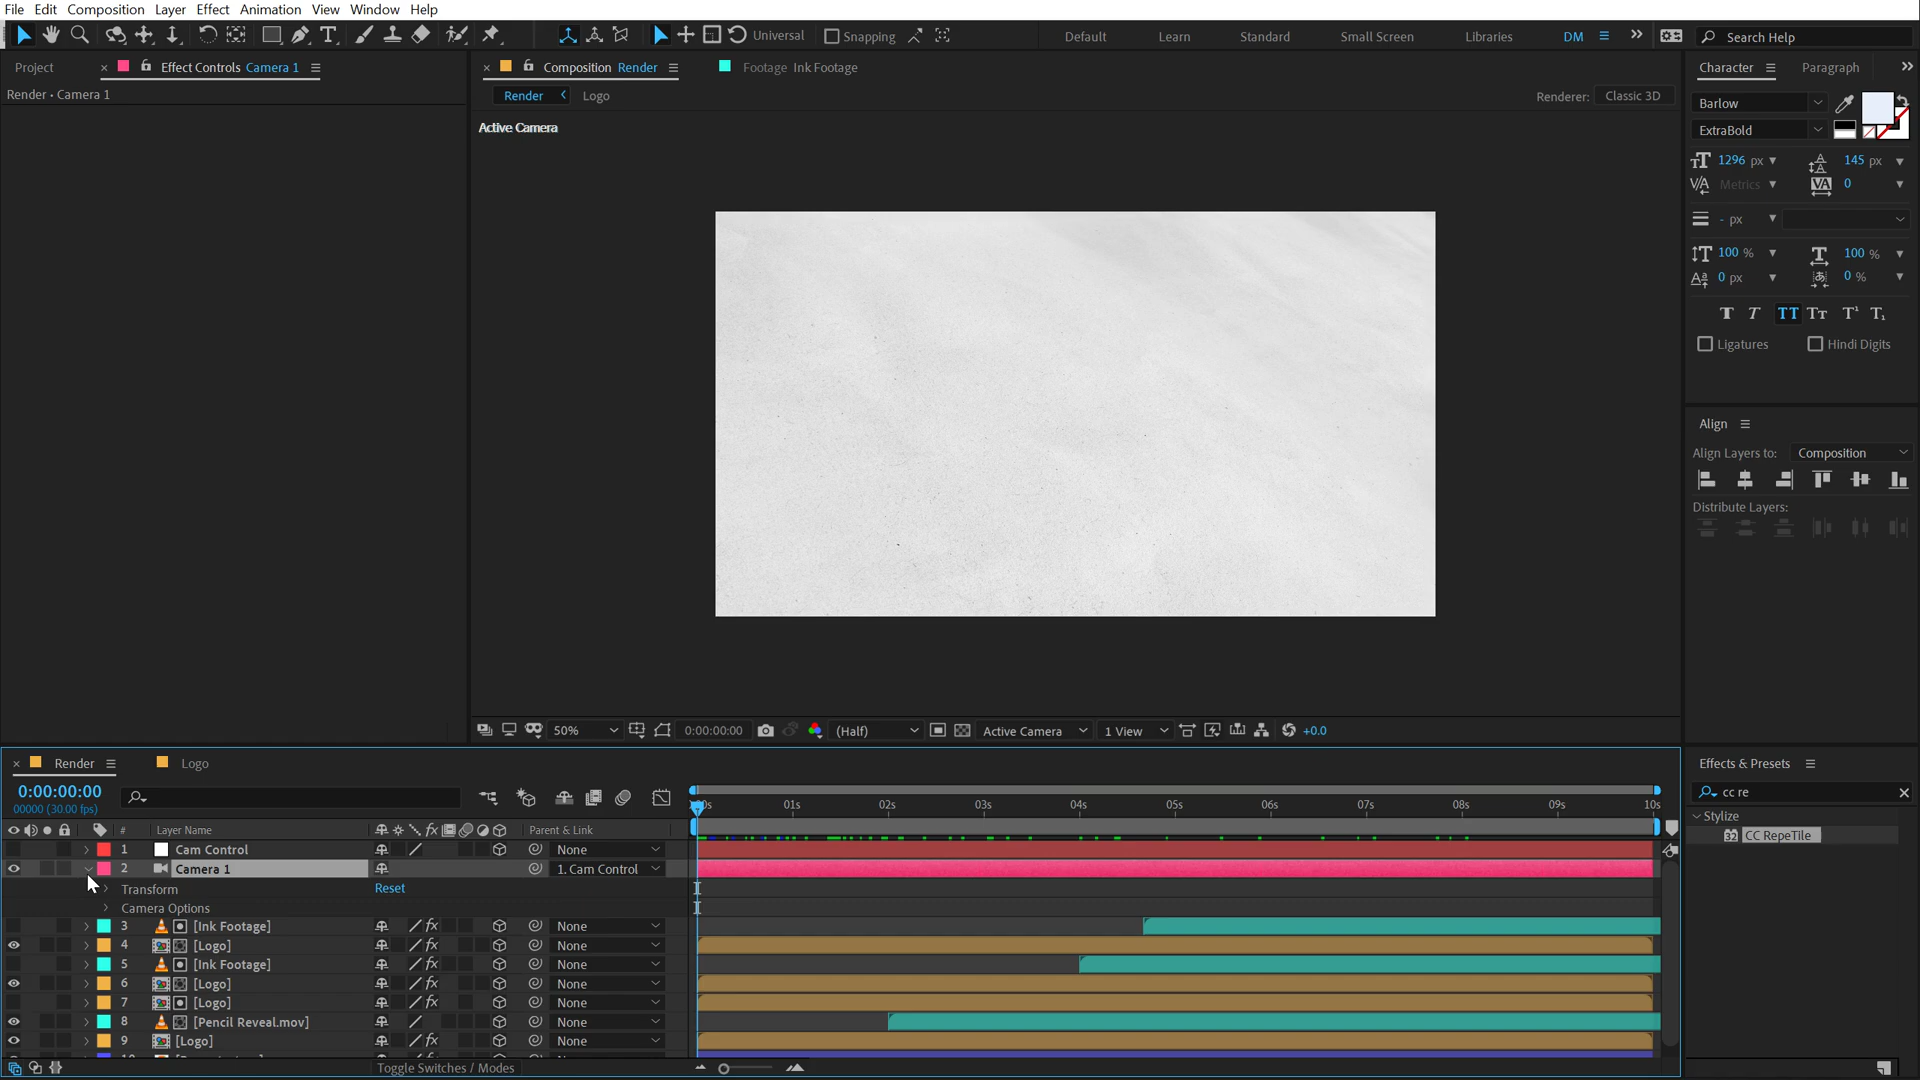 File Edit Composition Layer Effect Animation View Window Help
Universal Snapping Default Learn Standard Small Screen Libraries DM Search Help
Project Effect Controls Camera 1 Composition Render Footage Ink Footage Character Paragraph
Render • Camera 1 Render Logo Renderer: Classic 3D
Active Camera
Barlow
ExtraBold
1296 px 145 px
Metrics 0
- px
100 % 100 %
0 px 0 %
Ligatures Hindi Digits
Align
Align Layers to: Composition
Distribute Layers:
50% 0:00:00:00 (Half) Active Camera 1 View +0.0
Render Logo Effects & Presets
0:00:00:00
00000 (30.00 fps)
01s 02s 03s 04s 05s 06s 07s 08s 09s 10s
cc re
Stylize
CC RepeTile
# Layer Name Parent & Link
1 Cam Control None
2 Camera 1 1. Cam Control
Transform Reset
Camera Options
3 [Ink Footage] None
4 [Logo] None
5 [Ink Footage] None
6 [Logo] None
7 [Logo] None
8 [Pencil Reveal.mov] None
9 [Logo] None
Toggle Switches / Modes